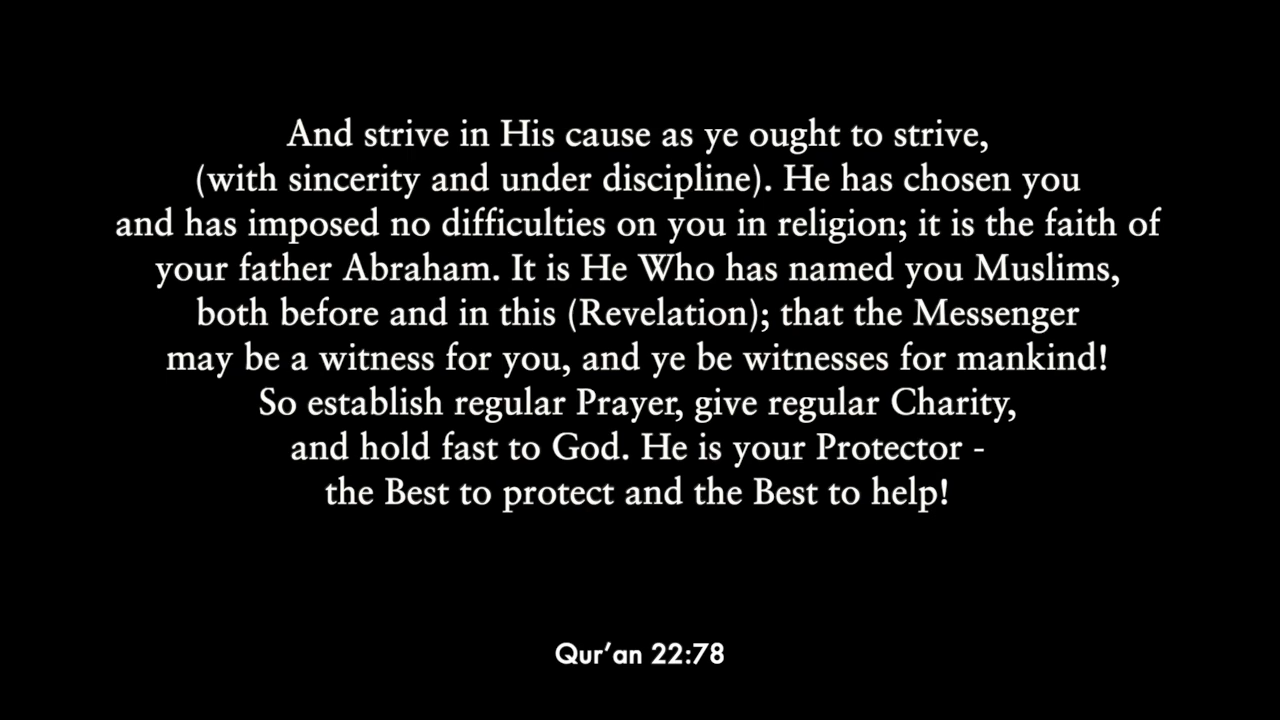 And strive in His cause as ye ought to strive,
(with sincerity and under discipline). He has chosen you
and has imposed no difficulties on you in religion; it is the faith of
your father Abraham. It is He Who has named you Muslims,
both before and in this (Revelation); that the Messenger
may be a witness for you, and ye be witnesses for mankind!
So establish regular Prayer, give regular Charity,
and hold fast to God. He is your Protector -
the Best to protect and the Best to help!
Qur’an 22:78